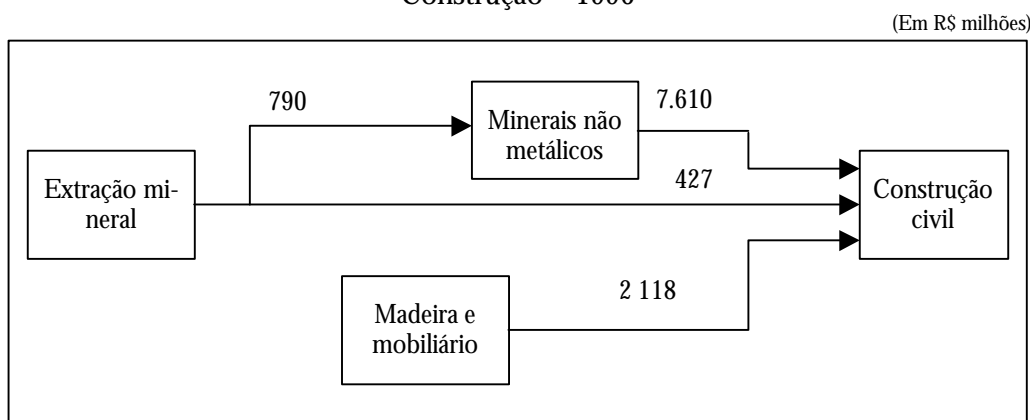 (Em R$ milhões)
790
7.610
Minerais não
metálicos
Extração mi-
neral
427
Construção
civil
2 118
Madeira e
mobiliário